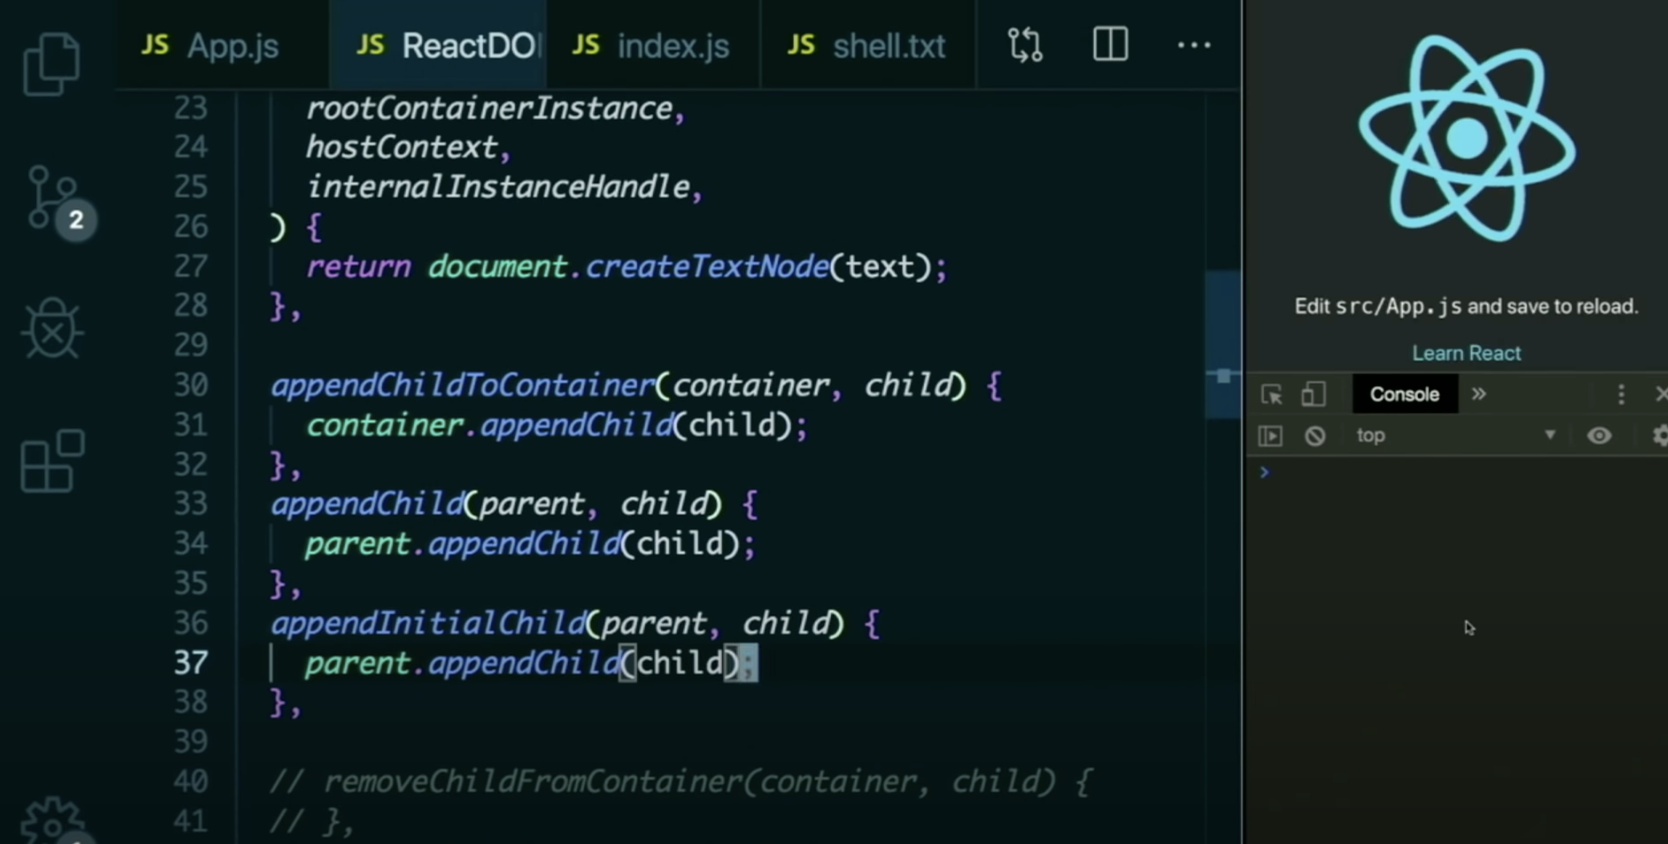 JS App.js
JS ReactDO
JS index.js
JS shell.txt
23 rootContainerInstance,
24 hostContext,
25 internalInstanceHandle,
26 ) {
27 return document.createTextNode(text);
28 },
29
30 appendChildToContainer(container, child) {
31 container.appendChild(child);
32 },
33 appendChild(parent, child) {
34 parent.appendChild(child);
35 },
36 appendInitialChild(parent, child) {
37 parent.appendChild(child);
38 },
39
40 // removeChildFromContainer(container, child) {
41 // },
2
Edit src/App.js and save to reload.
Learn React
Console »
top
>